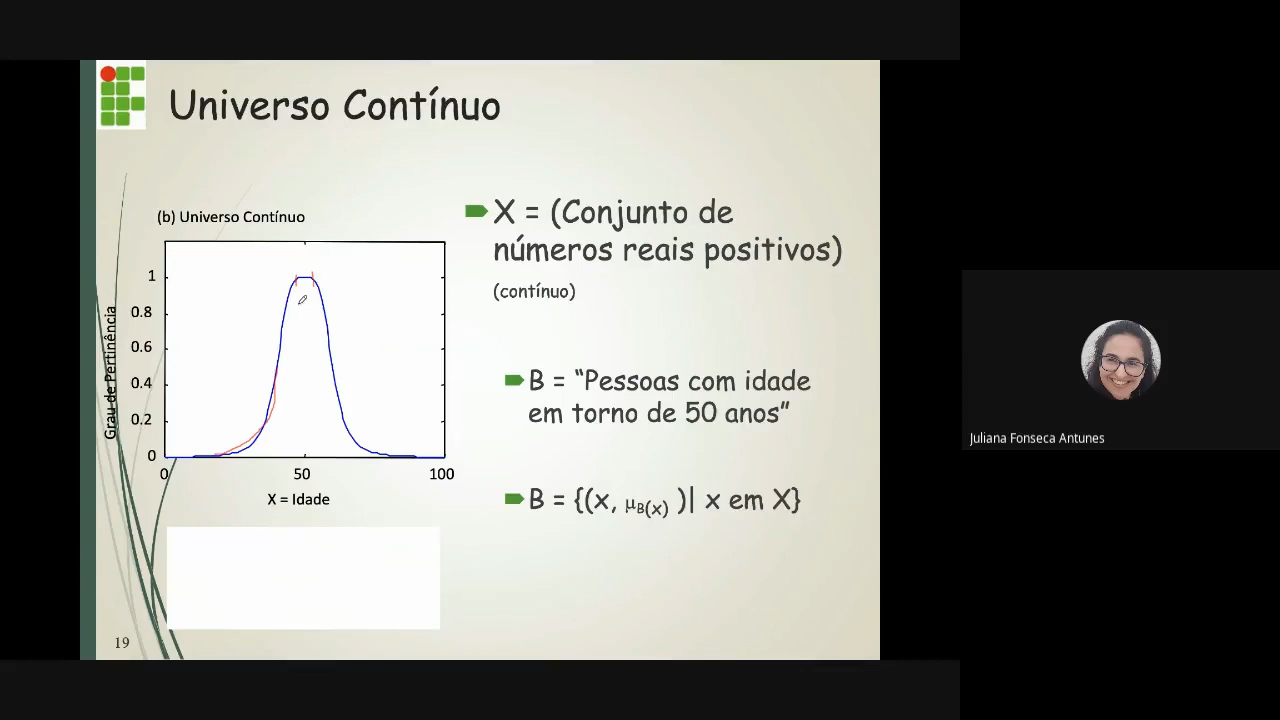 Universo Contínuo
(b) Universo Contínuo
Grau de Pertinência
1
0.8
0.6
0.4
0.2
0
0
50
100
X = Idade
X = (Conjunto de
números reais positivos)
(contínuo)
B = “Pessoas com idade
em torno de 50 anos”
B = {(x, μB(x) )| x em X}
19
Juliana Fonseca Antunes